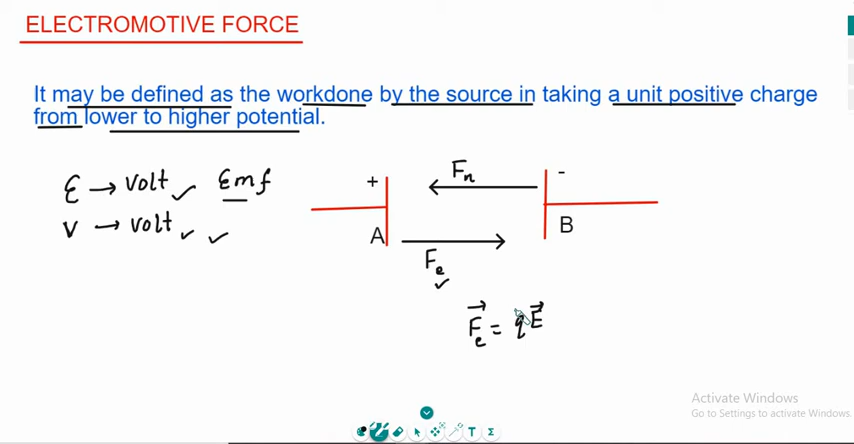 ELECTROMOTIVE FORCE
It may be defined as the workdone by the source in taking a unit positive charge
from lower to higher potential.
Ɛ → volt ✓ Ɛmf
V → volt ✓ ✓
+ Fn -
A B
Fe ✓
F⃗e = qE⃗
Activate Windows
Go to Settings to activate Windows.
T Σ